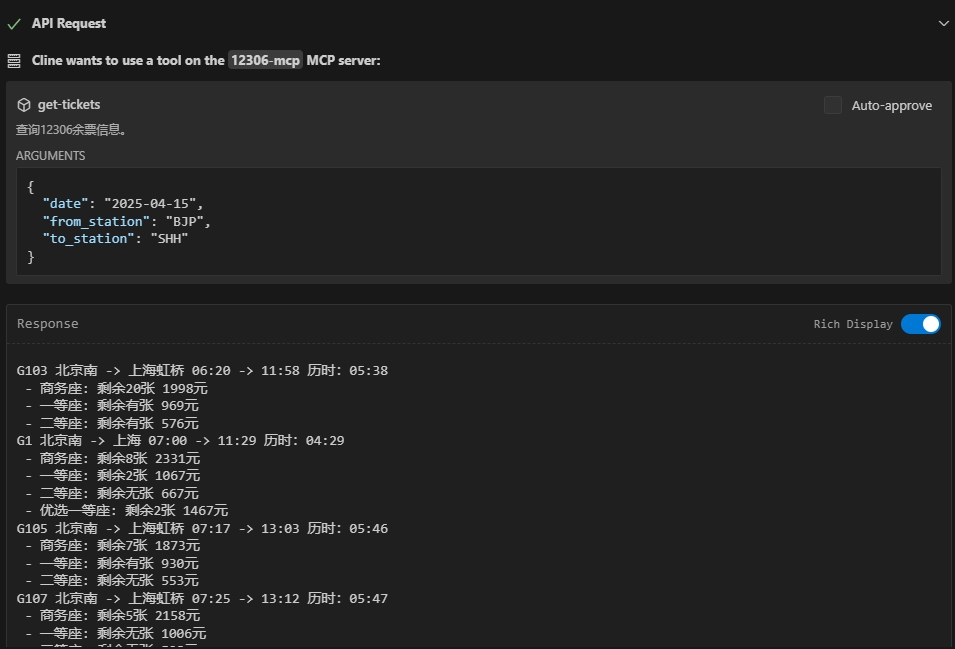 API Request
Cline wants to use a tool on the 12306-mcp MCP server:
get-tickets
Auto-approve
查询12306余票信息。
ARGUMENTS
{
"date": "2025-04-15",
"from_station": "BJP",
"to_station": "SHH"
}
Response
Rich Display
G103 北京南 -> 上海虹桥 06:20 -> 11:58 历时: 05:38
- 商务座: 剩余20张 1998元
- 一等座: 剩余有张 969元
- 二等座: 剩余有张 576元
G1 北京南 -> 上海 07:00 -> 11:29 历时: 04:29
- 商务座: 剩余8张 2331元
- 一等座: 剩余2张 1067元
- 二等座: 剩余无张 667元
- 优选一等座: 剩余2张 1467元
G105 北京南 -> 上海虹桥 07:17 -> 13:03 历时: 05:46
- 商务座: 剩余7张 1873元
- 一等座: 剩余有张 930元
- 二等座: 剩余无张 553元
G107 北京南 -> 上海虹桥 07:25 -> 13:12 历时: 05:47
- 商务座: 剩余5张 2158元
- 一等座: 剩余无张 1006元